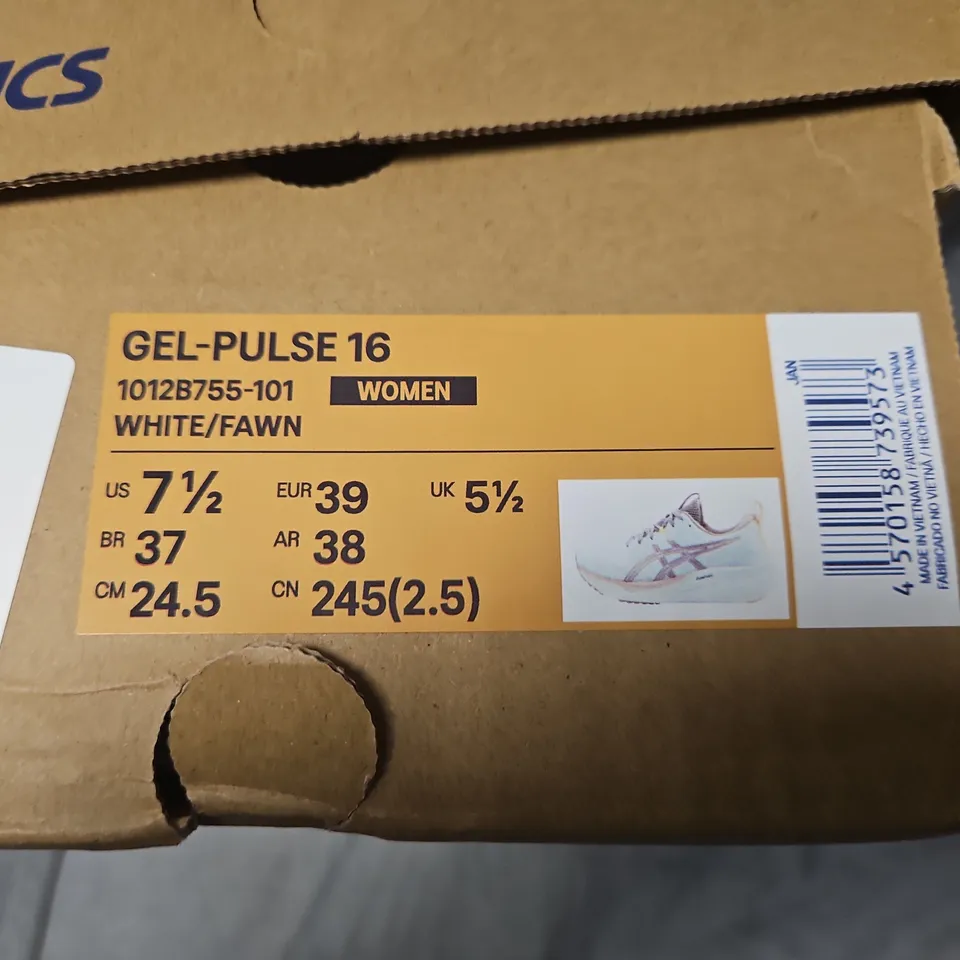 ICS
GEL-PULSE 16
1012B755-101 WOMEN
WHITE/FAWN
US 7½ EUR 39 UK 5½
BR 37 AR 38
CM 24.5 CN 245(2.5)
JAN
4 570158 739573
MADE IN VIETNAM / FABRIQUE AU VIETNAM
FABRICADO NO VIETNÃ / HECHO EN VIETNAM